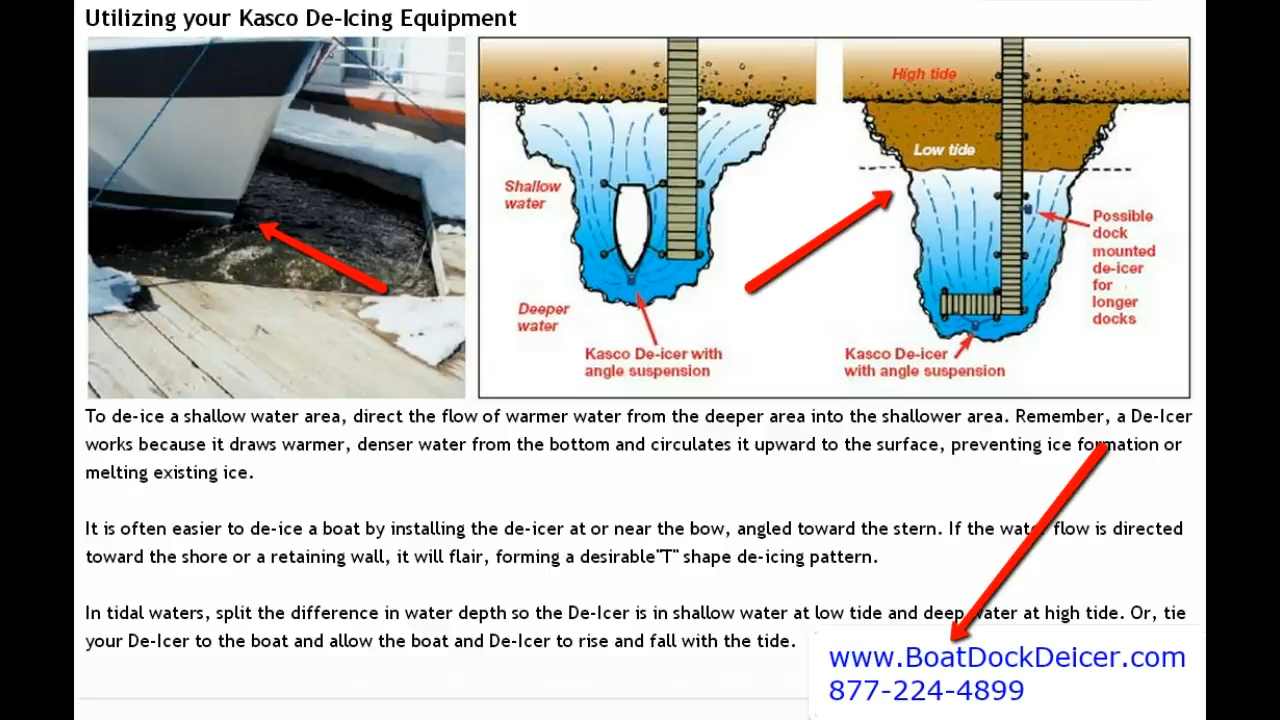 Utilizing your Kasco De-Icing Equipment
High tide
Low tide
Shallow
water
Deeper
water
Kasco De-icer with
angle suspension
Kasco De-icer
with angle suspension
Possible
dock
mounted
de-icer
for
longer
docks
To de-ice a shallow water area, direct the flow of warmer water from the deeper area into the shallower area. Remember, a De-Icer
works because it draws warmer, denser water from the bottom and circulates it upward to the surface, preventing ice formation or
melting existing ice.
It is often easier to de-ice a boat by installing the de-icer at or near the bow, angled toward the stern. If the water flow is directed
toward the shore or a retaining wall, it will flair, forming a desirable"T" shape de-icing pattern.
In tidal waters, split the difference in water depth so the De-Icer is in shallow water at low tide and deep water at high tide. Or, tie
your De-Icer to the boat and allow the boat and De-Icer to rise and fall with the tide.
www.BoatDockDeicer.com
877-224-4899